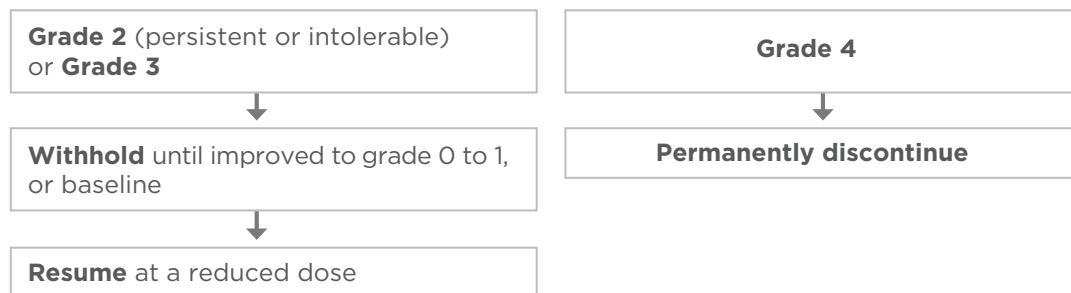 Grade 2 (persistent or intolerable)
or Grade 3
Withhold until improved to grade 0 to 1,
or baseline
Resume at a reduced dose
Grade 4
Permanently discontinue